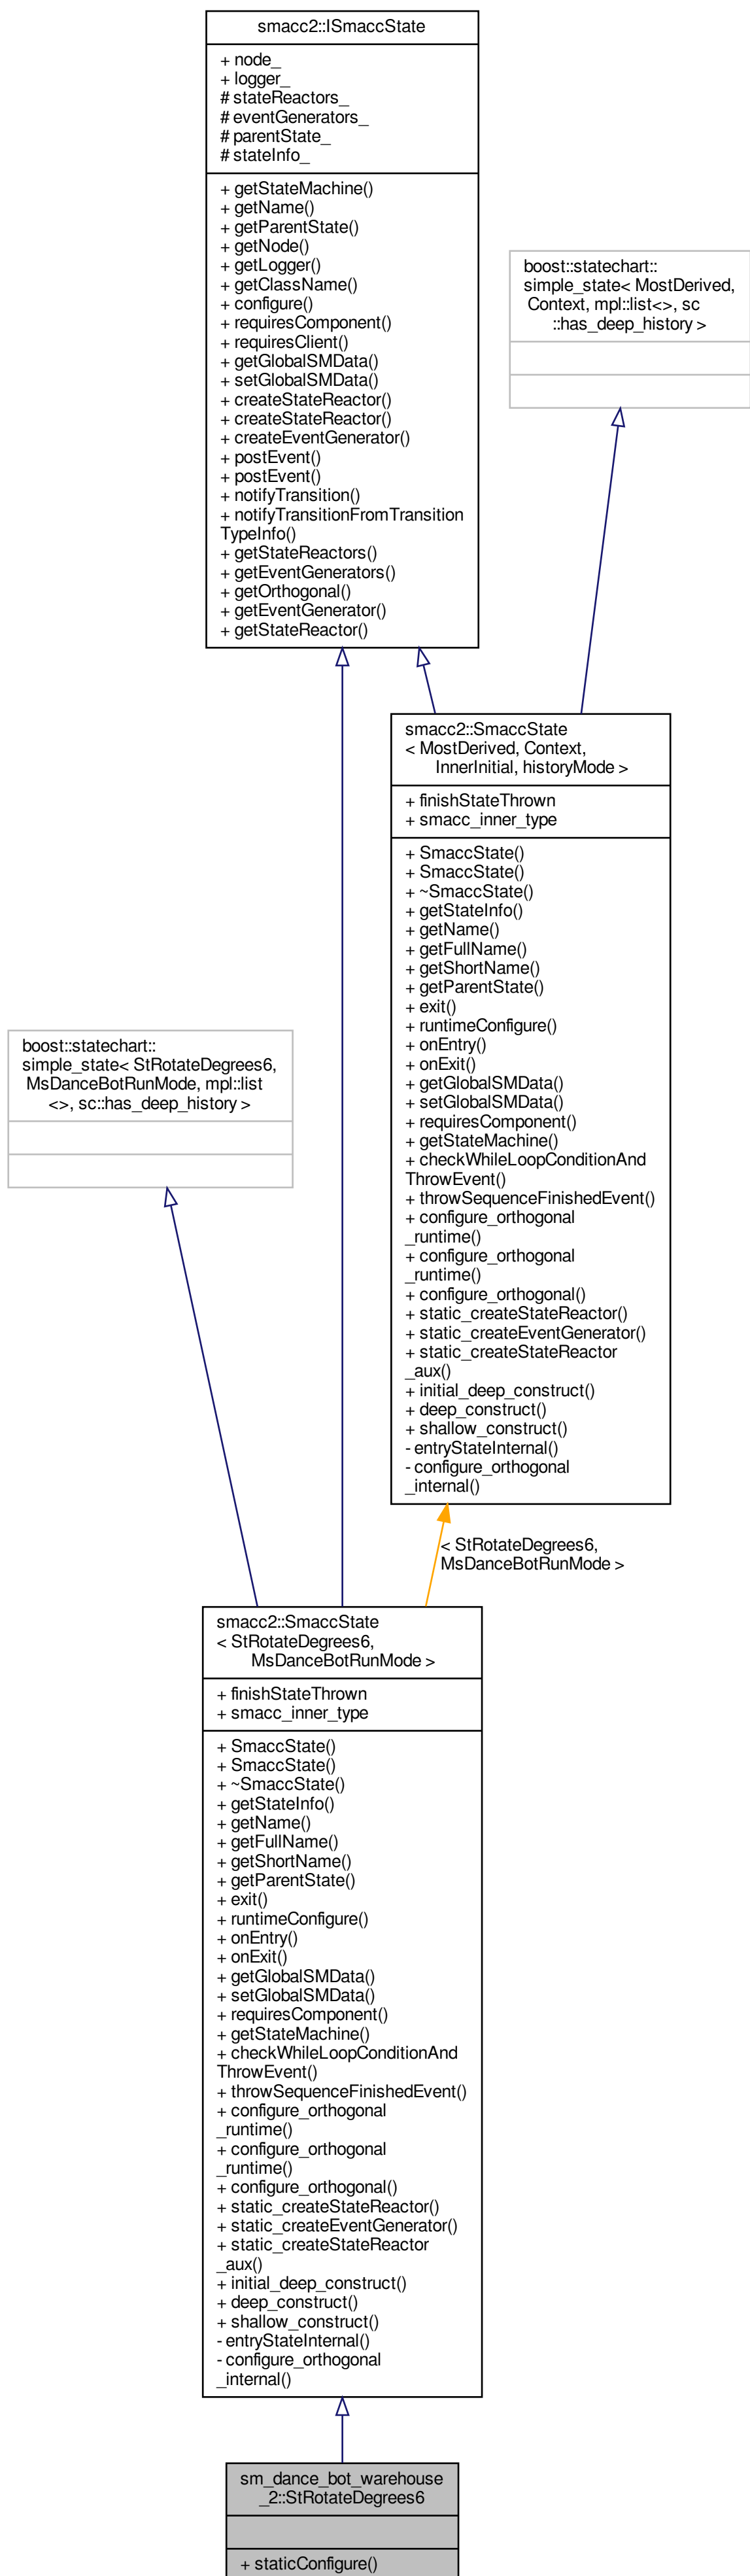 smacc2::ISmaccState
+ node_
+ logger_
# stateReactors_
# eventGenerators_
# parentState_
# stateInfo_
+ getStateMachine()
+ getName()
+ getParentState()
+ getNode()
+ getLogger()
+ getClassName()
+ configure()
+ requiresComponent()
+ requiresClient()
+ getGlobalSMData()
+ setGlobalSMData()
+ createStateReactor()
+ createStateReactor()
+ createEventGenerator()
+ postEvent()
+ postEvent()
+ notifyTransition()
+ notifyTransitionFromTransition
TypeInfo()
+ getStateReactors()
+ getEventGenerators()
+ getOrthogonal()
+ getEventGenerator()
+ getStateReactor()
boost::statechart::
simple_state< MostDerived,
Context, mpl::list<>, sc
::has_deep_history >
smacc2::SmaccState
< MostDerived, Context,
InnerInitial, historyMode >
+ finishStateThrown
+ smacc_inner_type
+ SmaccState()
+ SmaccState()
+ ~SmaccState()
+ getStateInfo()
+ getName()
+ getFullName()
+ getShortName()
+ getParentState()
+ exit()
+ runtimeConfigure()
+ onEntry()
+ onExit()
+ getGlobalSMData()
+ setGlobalSMData()
+ requiresComponent()
+ getStateMachine()
+ checkWhileLoopConditionAnd
ThrowEvent()
+ throwSequenceFinishedEvent()
+ configure_orthogonal
_runtime()
+ configure_orthogonal
_runtime()
+ configure_orthogonal()
+ static_createStateReactor()
+ static_createEventGenerator()
+ static_createStateReactor
_aux()
+ initial_deep_construct()
+ deep_construct()
+ shallow_construct()
- entryStateInternal()
- configure_orthogonal
_internal()
boost::statechart::
simple_state< StRotateDegrees6,
MsDanceBotRunMode, mpl::list
<>, sc::has_deep_history >
< StRotateDegrees6,
MsDanceBotRunMode >
smacc2::SmaccState
< StRotateDegrees6,
MsDanceBotRunMode >
+ finishStateThrown
+ smacc_inner_type
+ SmaccState()
+ SmaccState()
+ ~SmaccState()
+ getStateInfo()
+ getName()
+ getFullName()
+ getShortName()
+ getParentState()
+ exit()
+ runtimeConfigure()
+ onEntry()
+ onExit()
+ getGlobalSMData()
+ setGlobalSMData()
+ requiresComponent()
+ getStateMachine()
+ checkWhileLoopConditionAnd
ThrowEvent()
+ throwSequenceFinishedEvent()
+ configure_orthogonal
_runtime()
+ configure_orthogonal
_runtime()
+ configure_orthogonal()
+ static_createStateReactor()
+ static_createEventGenerator()
+ static_createStateReactor
_aux()
+ initial_deep_construct()
+ deep_construct()
+ shallow_construct()
- entryStateInternal()
- configure_orthogonal
_internal()
sm_dance_bot_warehouse
_2::StRotateDegrees6
+ staticConfigure()